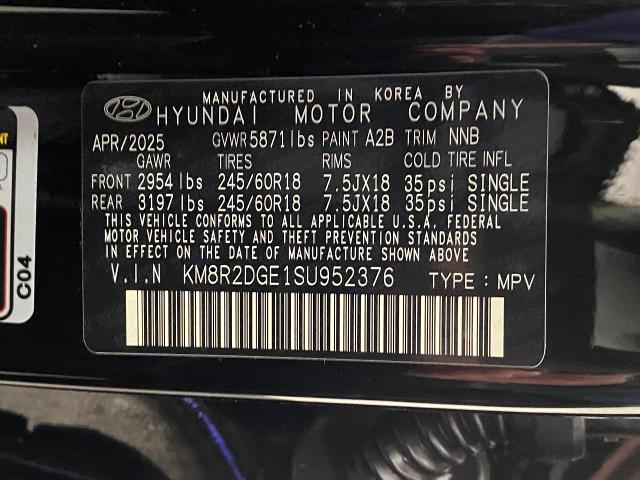 MANUFACTURED IN KOREA BY
HYUNDAI MOTOR COMPANY
APR/2025 GVWR 5871lbs PAINT A2B TRIM NNB
GAWR TIRES RIMS COLD TIRE INFL
FRONT 2954 lbs 245/60R18 7.5JX18 35psi SINGLE
REAR 3197 lbs 245/60R18 7.5JX18 35psi SINGLE
THIS VEHICLE CONFORMS TO ALL APPLICABLE U.S.A. FEDERAL
MOTOR VEHICLE SAFETY AND THEFT PREVENTION STANDARDS
IN EFFECT ON THE DATE OF MANUFACTURE SHOWN ABOVE
V.I.N KM8R2DGE1SU952376 TYPE : MPV
C04